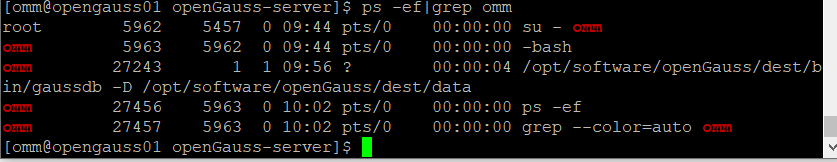 [omm@opengauss01 openGauss-server]$ ps -ef|grep omm
root      5962  5457  0 09:44 pts/0    00:00:00 su - omm
omm       5963  5962  0 09:44 pts/0    00:00:00 -bash
omm      27243     1  1 09:56 ?        00:00:04 /opt/software/openGauss/dest/b
in/gaussdb -D /opt/software/openGauss/dest/data
omm      27456  5963  0 10:02 pts/0    00:00:00 ps -ef
omm      27457  5963  0 10:02 pts/0    00:00:00 grep --color=auto omm
[omm@opengauss01 openGauss-server]$